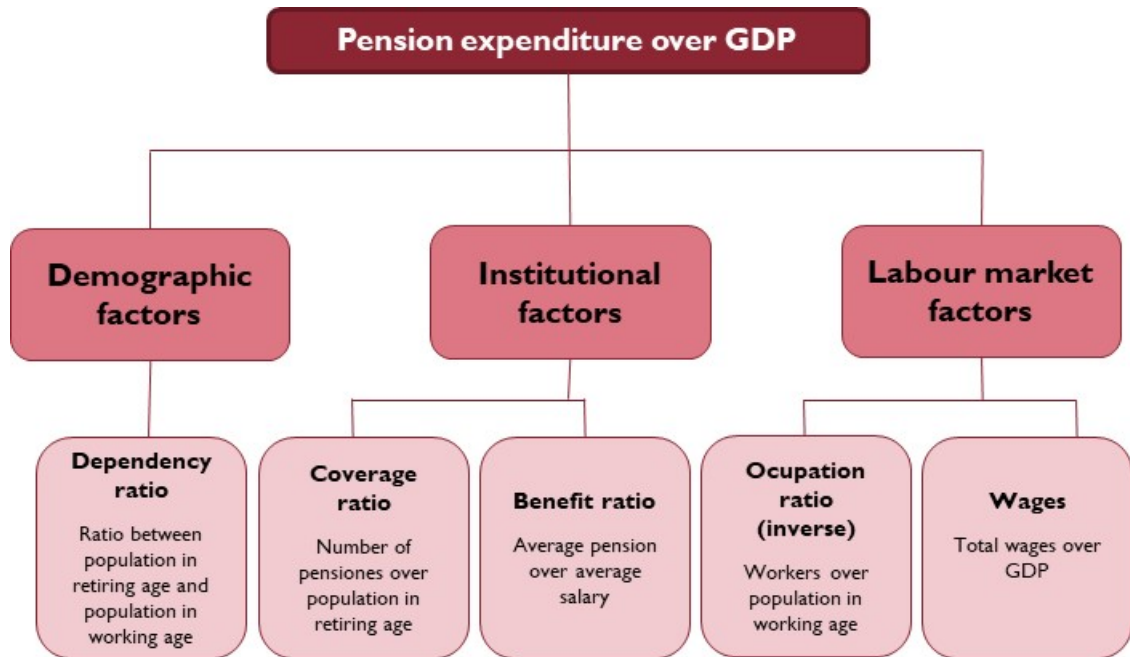 Pension expenditure over GDP
Demographic
factors
Institutional
factors
Labour market
factors
Dependency
ratio
Ratio between
population in
retiring age and
population in
working age
Coverage
ratio
Number of
pensiones over
population in
retiring age
Benefit ratio
Average pension
over average
salary
Ocupation
ratio
(inverse)
Workers over
population in
working age
Wages
Total wages over
GDP